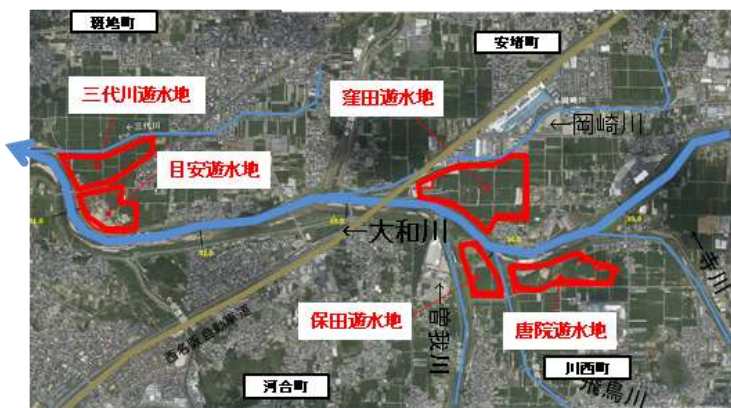 斑鳩町
安堵町
三代川遊水地
窪田遊水地
←三代川
←岡崎川
目安遊水地
←大和川
←寺川
保田遊水地
←曽我川
唐院遊水地
西名阪自動車道
川西町
河合町
飛鳥川